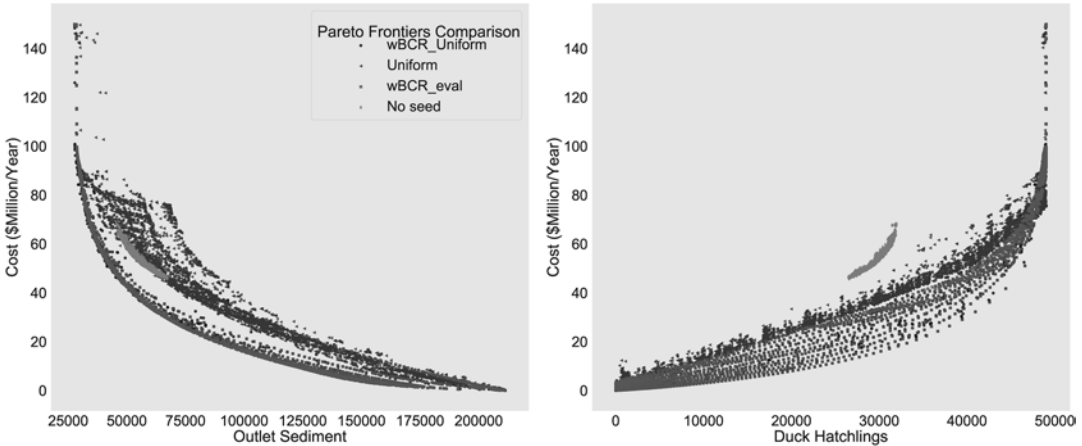 Pareto Frontiers Comparison
wBCR_Uniform
Uniform
wBCR_eval
No seed
Cost ($Million/Year)
140
120
100
80
60
40
20
0
25000 50000 75000 100000 125000 150000 175000 200000
Outlet Sediment
Cost ($Million/Year)
140
120
100
80
60
40
20
0
0 10000 20000 30000 40000 50000
Duck Hatchlings